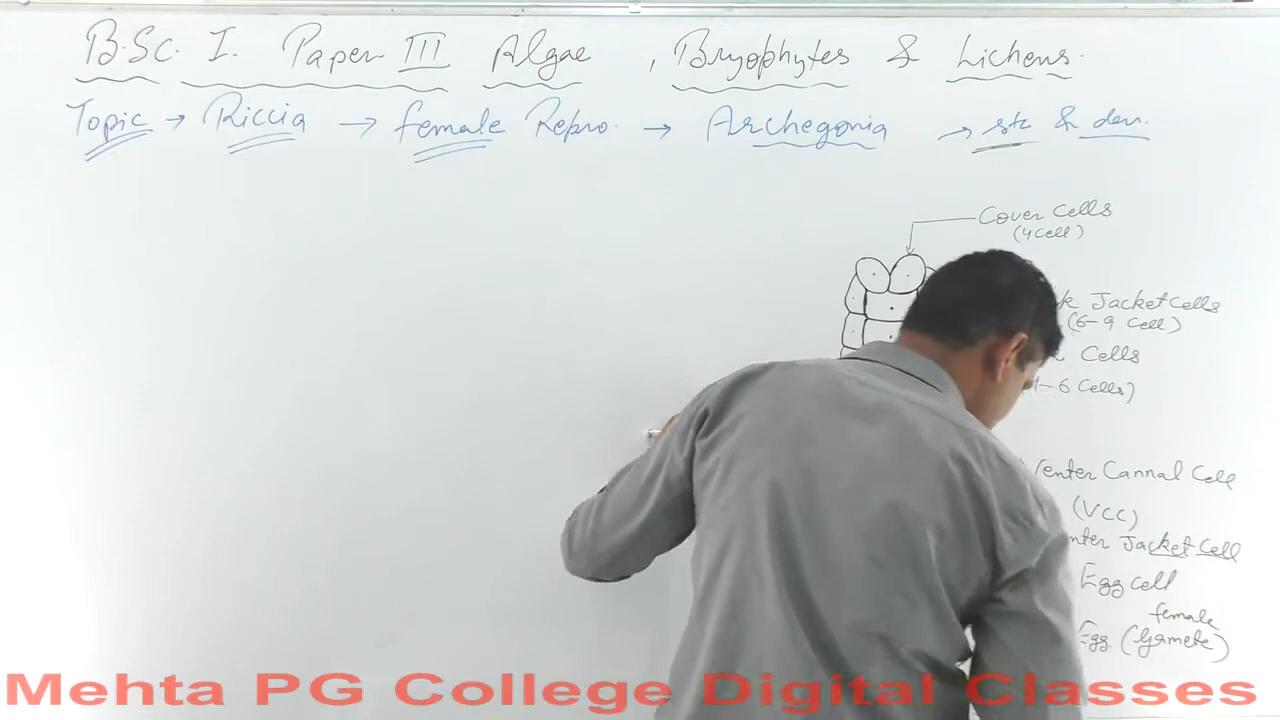 B.Sc. I. Paper III Algae, Bryophytes & Lichens.
Topic → Riccia → female Repro. → Archegonia → str & dev.
Cover Cells
(4 Cell)
k Jacket Cells
(6-9 Cell)
Cells
-6 Cells)
enter Cannal Cell
(VCC)
nter Jacket Cell
Egg cell
female
Egg. (Gamete)
Mehta PG College Digital Classes